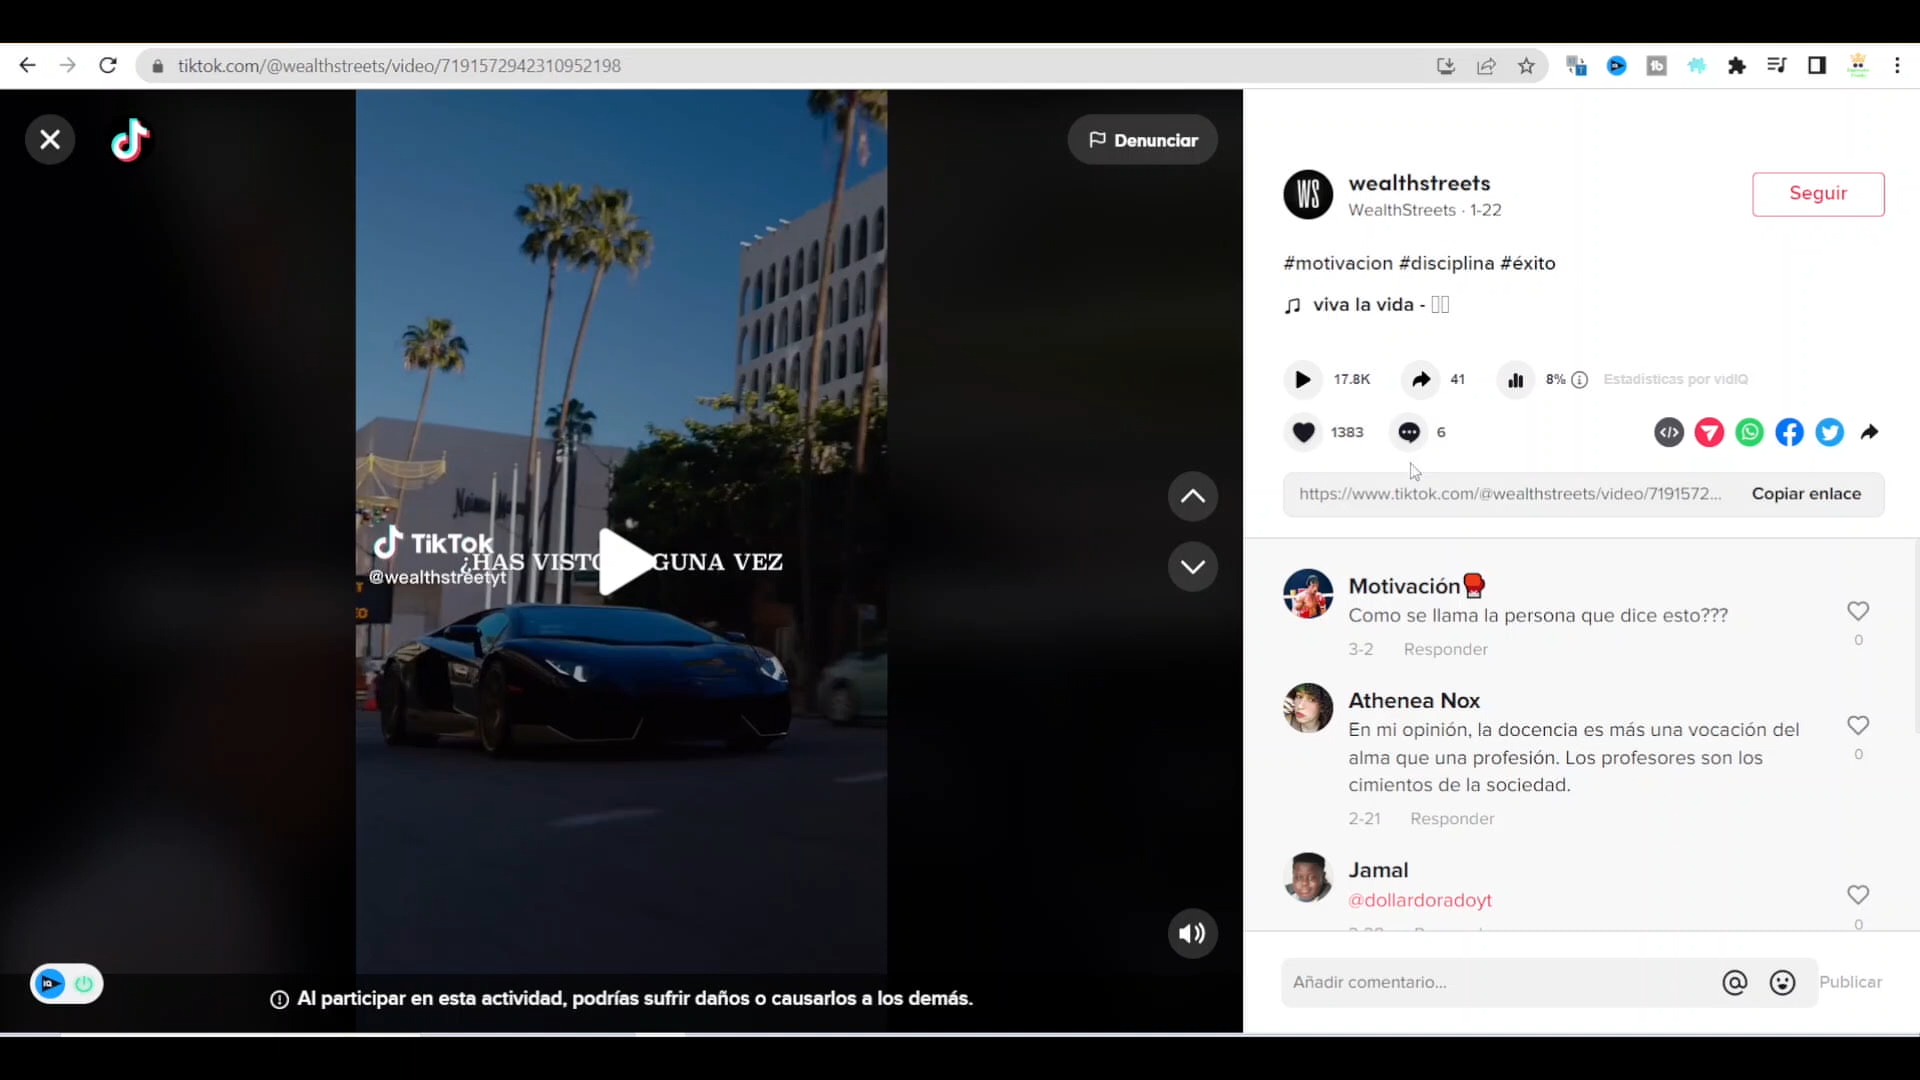 tiktok.com/@wealthstreets/video/7191572942310952198
Denunciar
TikTok
@wealthstreetyt
¿HAS VISTO
GUNA VEZ
Al participar en esta actividad, podrías sufrir daños o causarlos a los demás.
WS
wealthstreets
WealthStreets · 1-22
Seguir
#motivacion #disciplina #éxito
viva la vida -
17.8K
41
8%
Estadísticas por vidIQ
1383
6
https://www.tiktok.com/@wealthstreets/video/7191572...
Copiar enlace
Motivación
Como se llama la persona que dice esto???
0
3-2 Responder
Athenea Nox
En mi opinión, la docencia es más una vocación del
alma que una profesión. Los profesores son los
cimientos de la sociedad.
0
2-21 Responder
Jamal
@dollardoradoyt
0
Añadir comentario...
Publicar